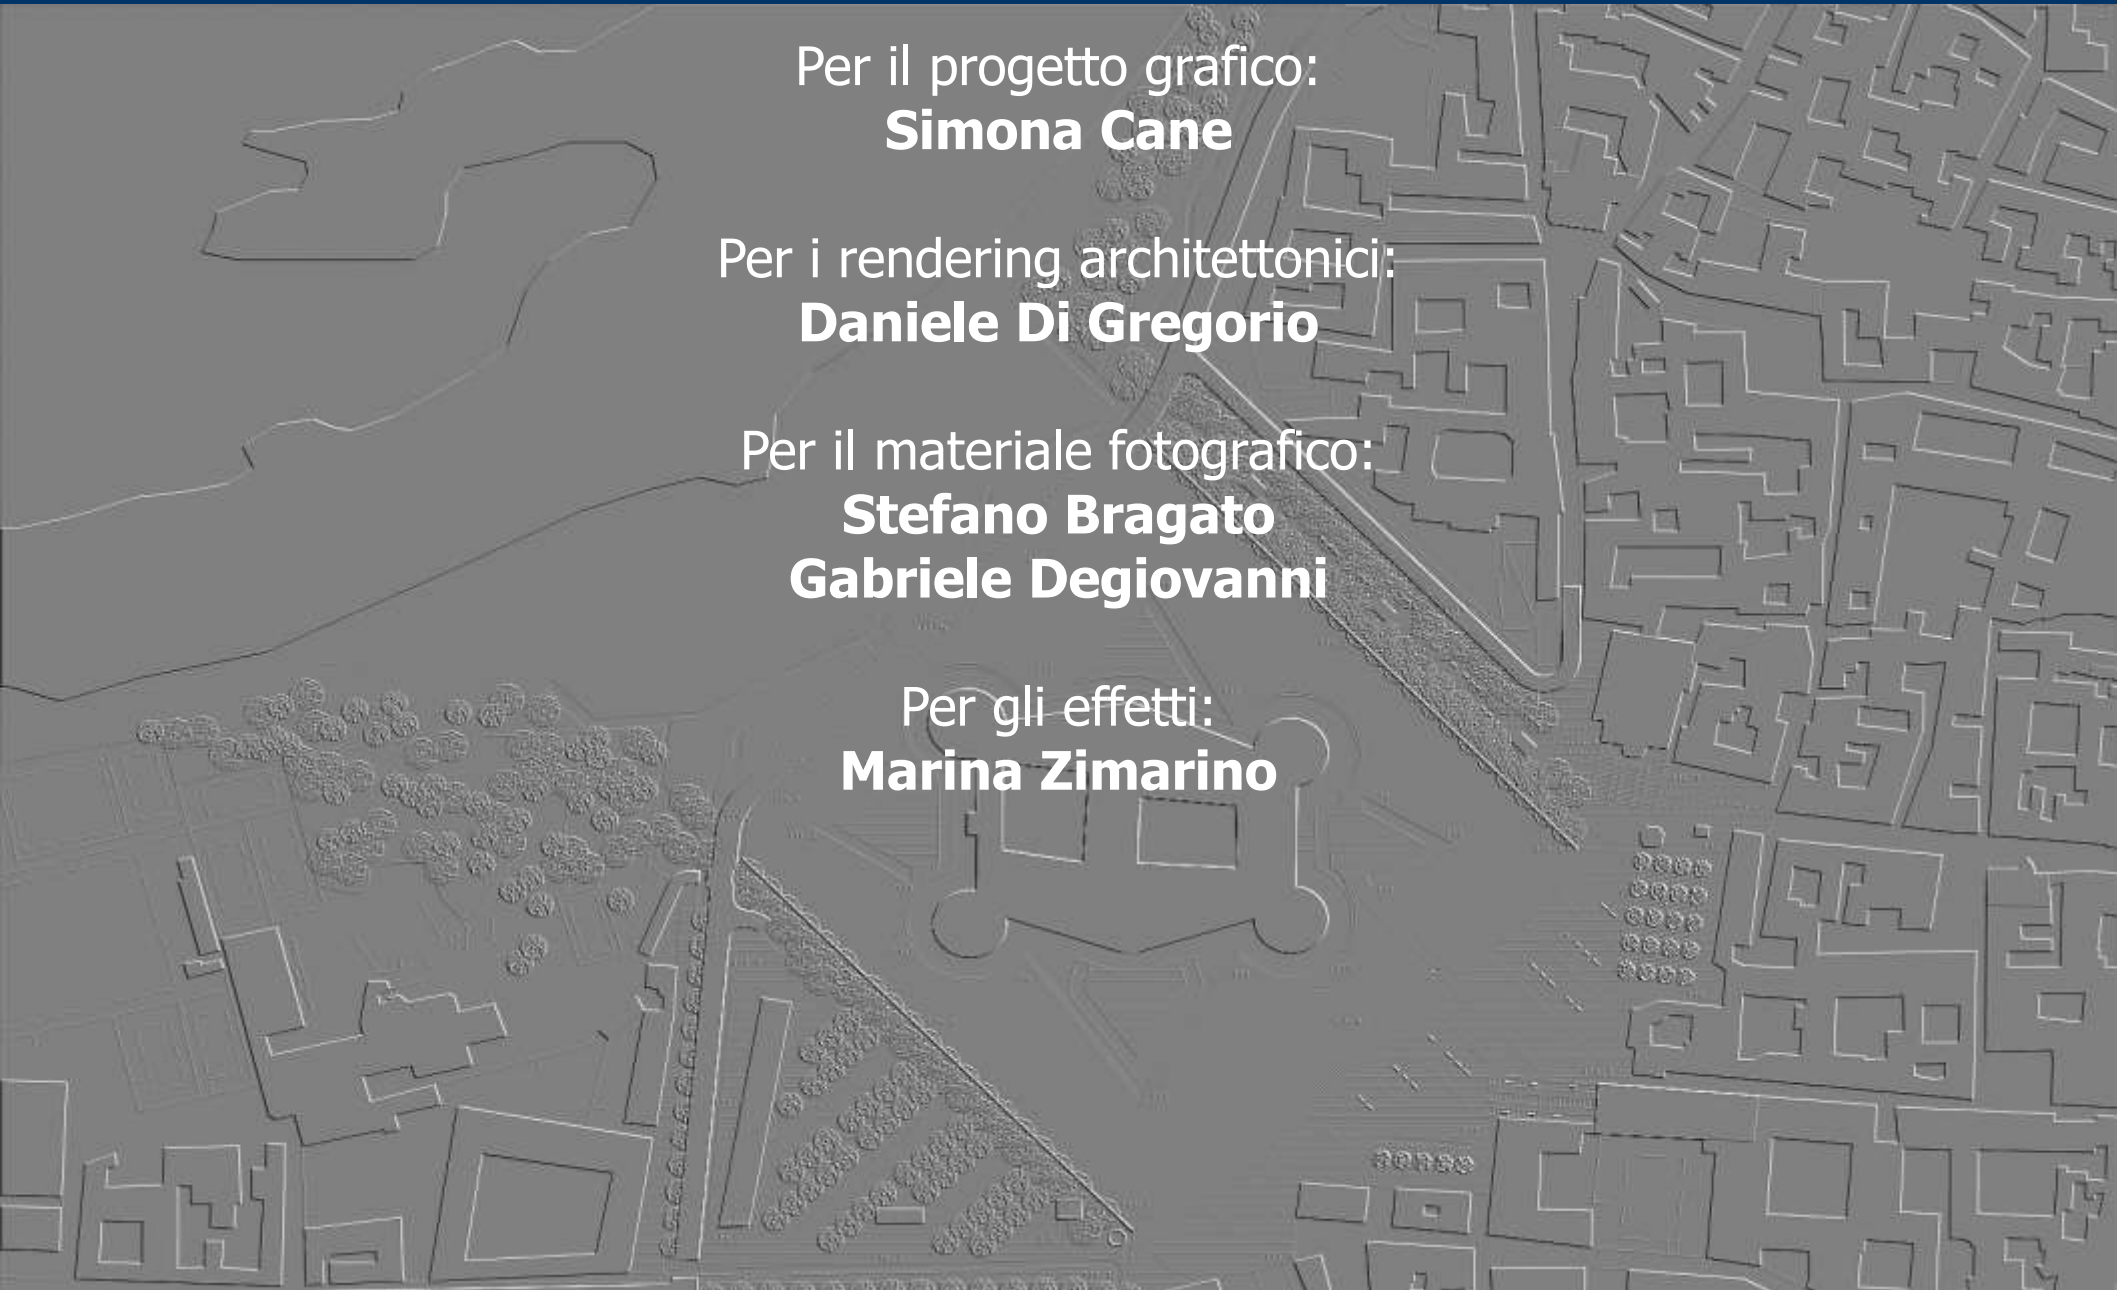 Per il progetto grafico:
Simona Cane
Per i rendering architettonici:
Daniele Di Gregorio
Per il materiale fotografico:
Stefano Bragato
Gabriele Degiovanni
Per gli effetti:
Marina Zimarino